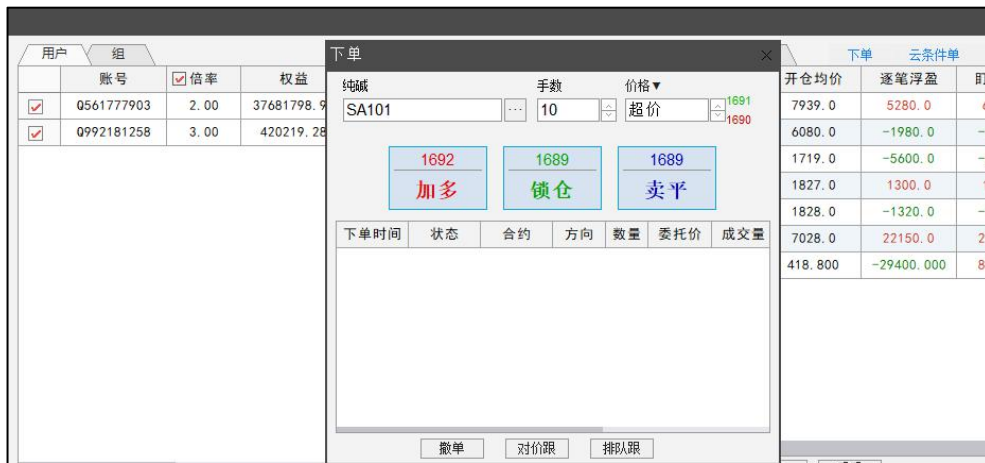 用户 组
下单
下单 云条件单
账号 倍率 权益
Q561777903 2.00 37681798.9
Q992181258 3.00 420219.28
纯碱 手数 价格▼
SA101 ... 10 超价 1691
1690
1692 1689 1689
加多 锁仓 卖平
下单时间 状态 合约 方向 数量 委托价 成交量
撤单 对价跟 排队跟
开仓均价 逐笔浮盈
7939.0 5280.0
6080.0 -1980.0
1719.0 -5600.0
1827.0 1300.0
1828.0 -1320.0
7028.0 22150.0 2
418.800 -29400.000 8